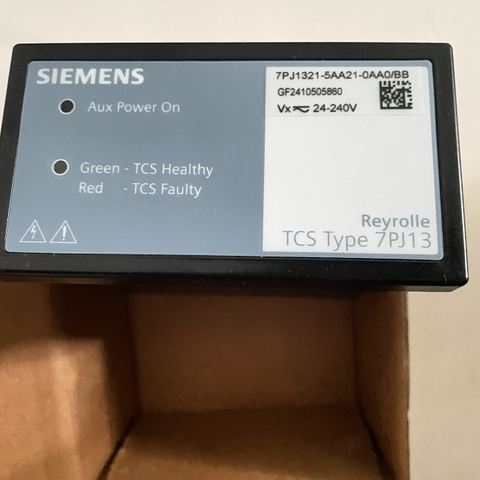 SIEMENS
Aux Power On
Green - TCS Healthy
Red - TCS Faulty
7PJ1321-5AA21-0AA0/BB
GF2410505860
Vx 24-240V
Reyrolle
TCS Type 7PJ13